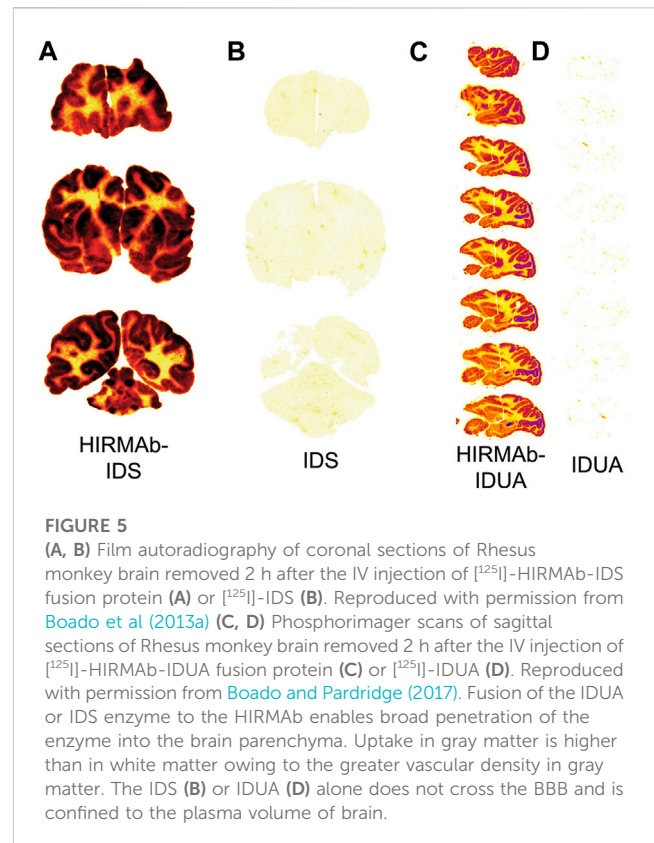 A B C D
HIRMAb-
IDS
IDS
HIRMAb-
IDUA
IDUA
FIGURE 5
(A, B) Film autoradiography of coronal sections of Rhesus
monkey brain removed 2 h after the IV injection of [¹²⁵I]-HIRMAb-IDS
fusion protein (A) or [¹²⁵I]-IDS (B). Reproduced with permission from
Boado et al (2013a) (C, D) Phosphorimager scans of sagittal
sections of Rhesus monkey brain removed 2 h after the IV injection of
[¹²⁵I]-HIRMAb-IDUA fusion protein (C) or [¹²⁵I]-IDUA (D). Reproduced
with permission from Boado and Pardridge (2017). Fusion of the IDUA
or IDS enzyme to the HIRMAb enables broad penetration of the
enzyme into the brain parenchyma. Uptake in gray matter is higher
than in white matter owing to the greater vascular density in gray
matter. The IDS (B) or IDUA (D) alone does not cross the BBB and is
confined to the plasma volume of brain.